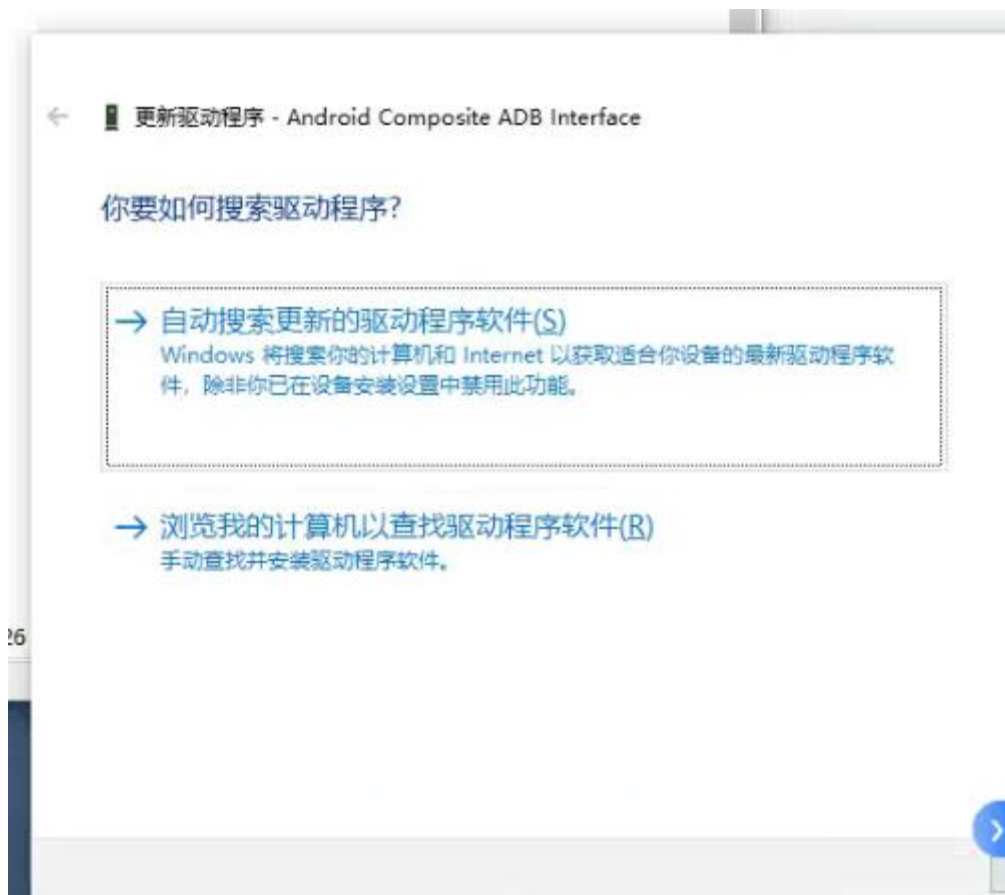 更新驱动程序 - Android Composite ADB Interface
你要如何搜索驱动程序?
自动搜索更新的驱动程序软件(S)
Windows 将搜索你的计算机和 Internet 以获取适合你设备的最新驱动程序软
件，除非你已在设备安装设置中禁用此功能。
浏览我的计算机以查找驱动程序软件(R)
手动查找并安装驱动程序软件。
26